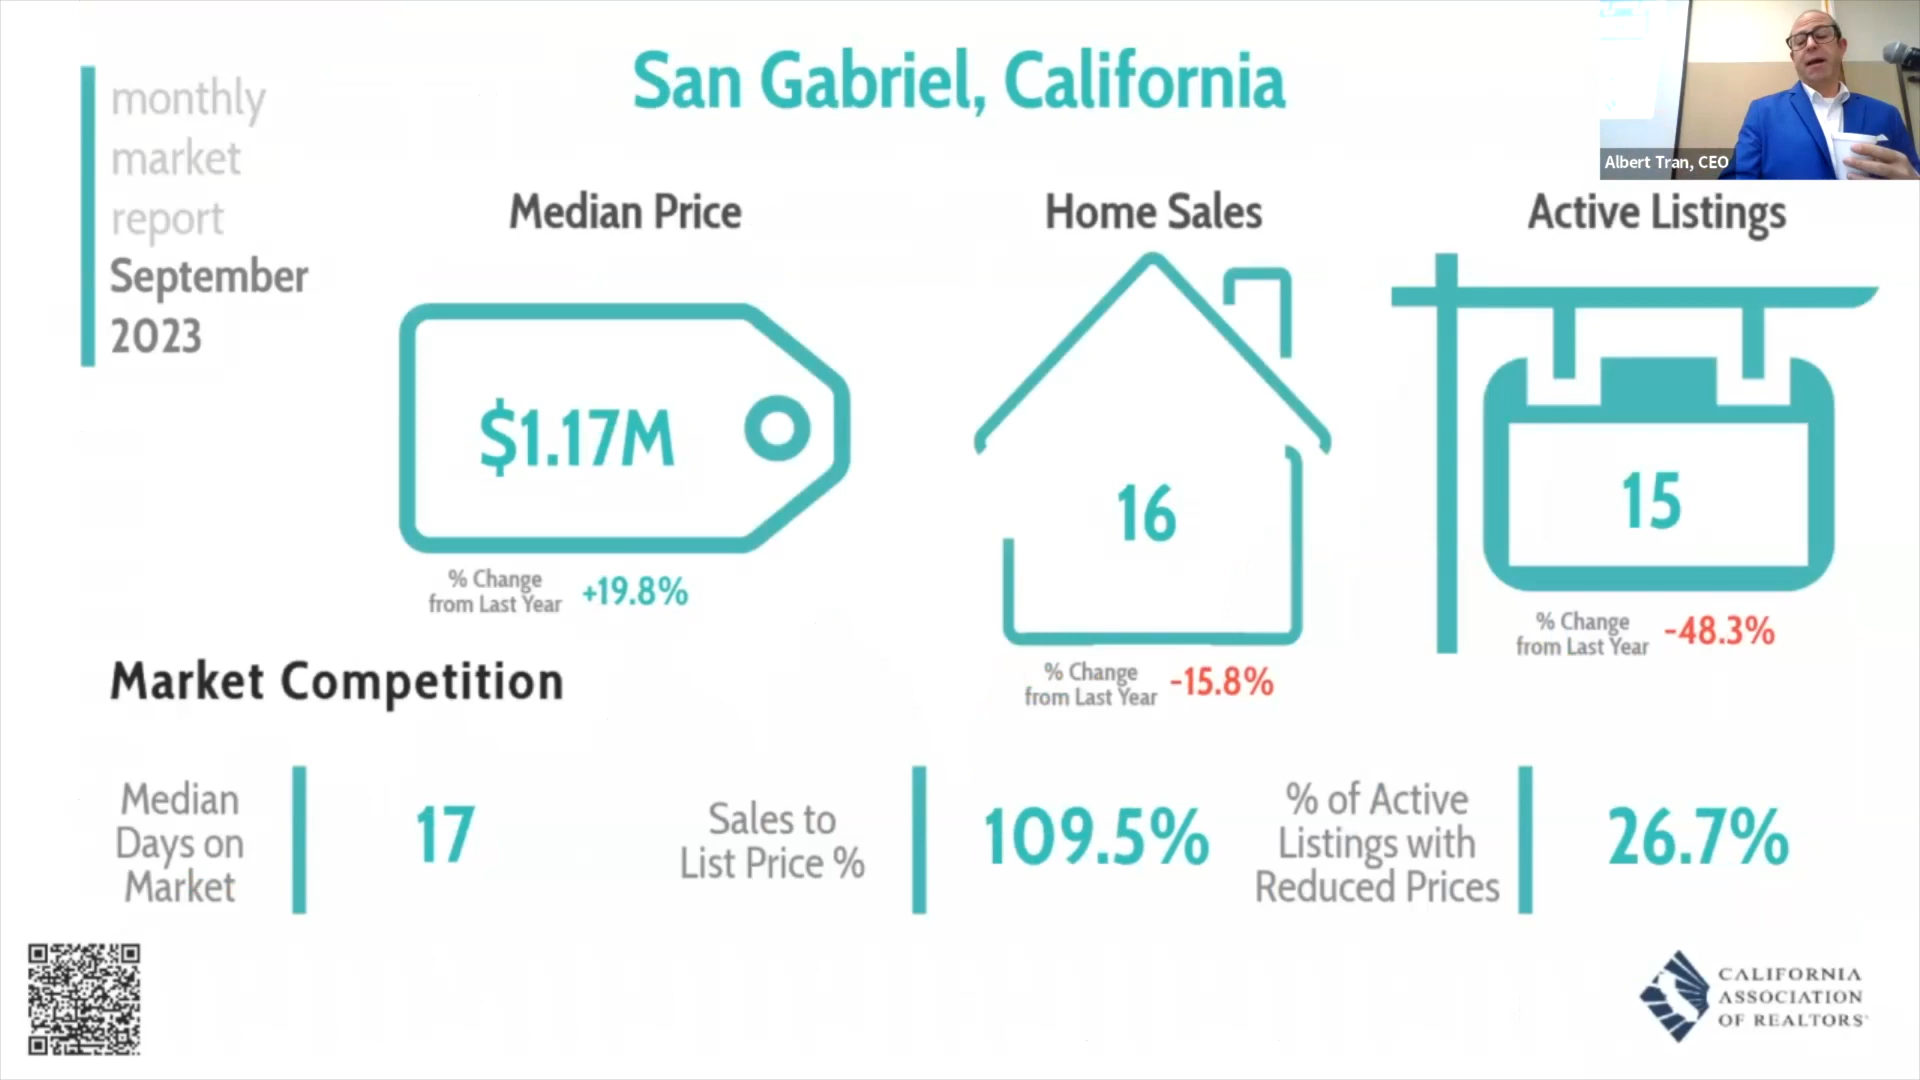 San Gabriel, California
monthly
market
report
September
2023
Albert Tran, CEO
Median Price
Home Sales
Active Listings
$1.17M
16
15
% Change
from Last Year
+19.8%
% Change
from Last Year
-15.8%
% Change
from Last Year
-48.3%
Market Competition
Median
Days on
Market
17
Sales to
List Price %
109.5%
% of Active
Listings with
Reduced Prices
26.7%
CALIFORNIA
ASSOCIATION
OF REALTORS